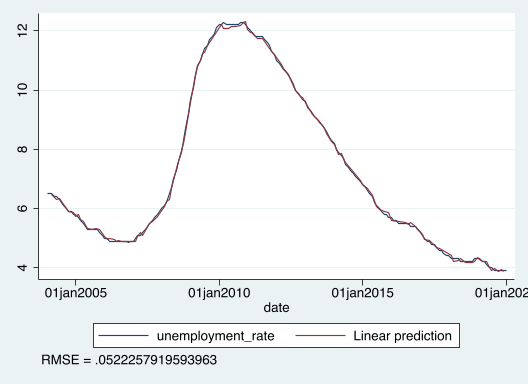 12
10
8
6
4
01jan2005 01jan2010 01jan2015 01jan202
date
unemployment_rate Linear prediction
RMSE = .0522257919593963